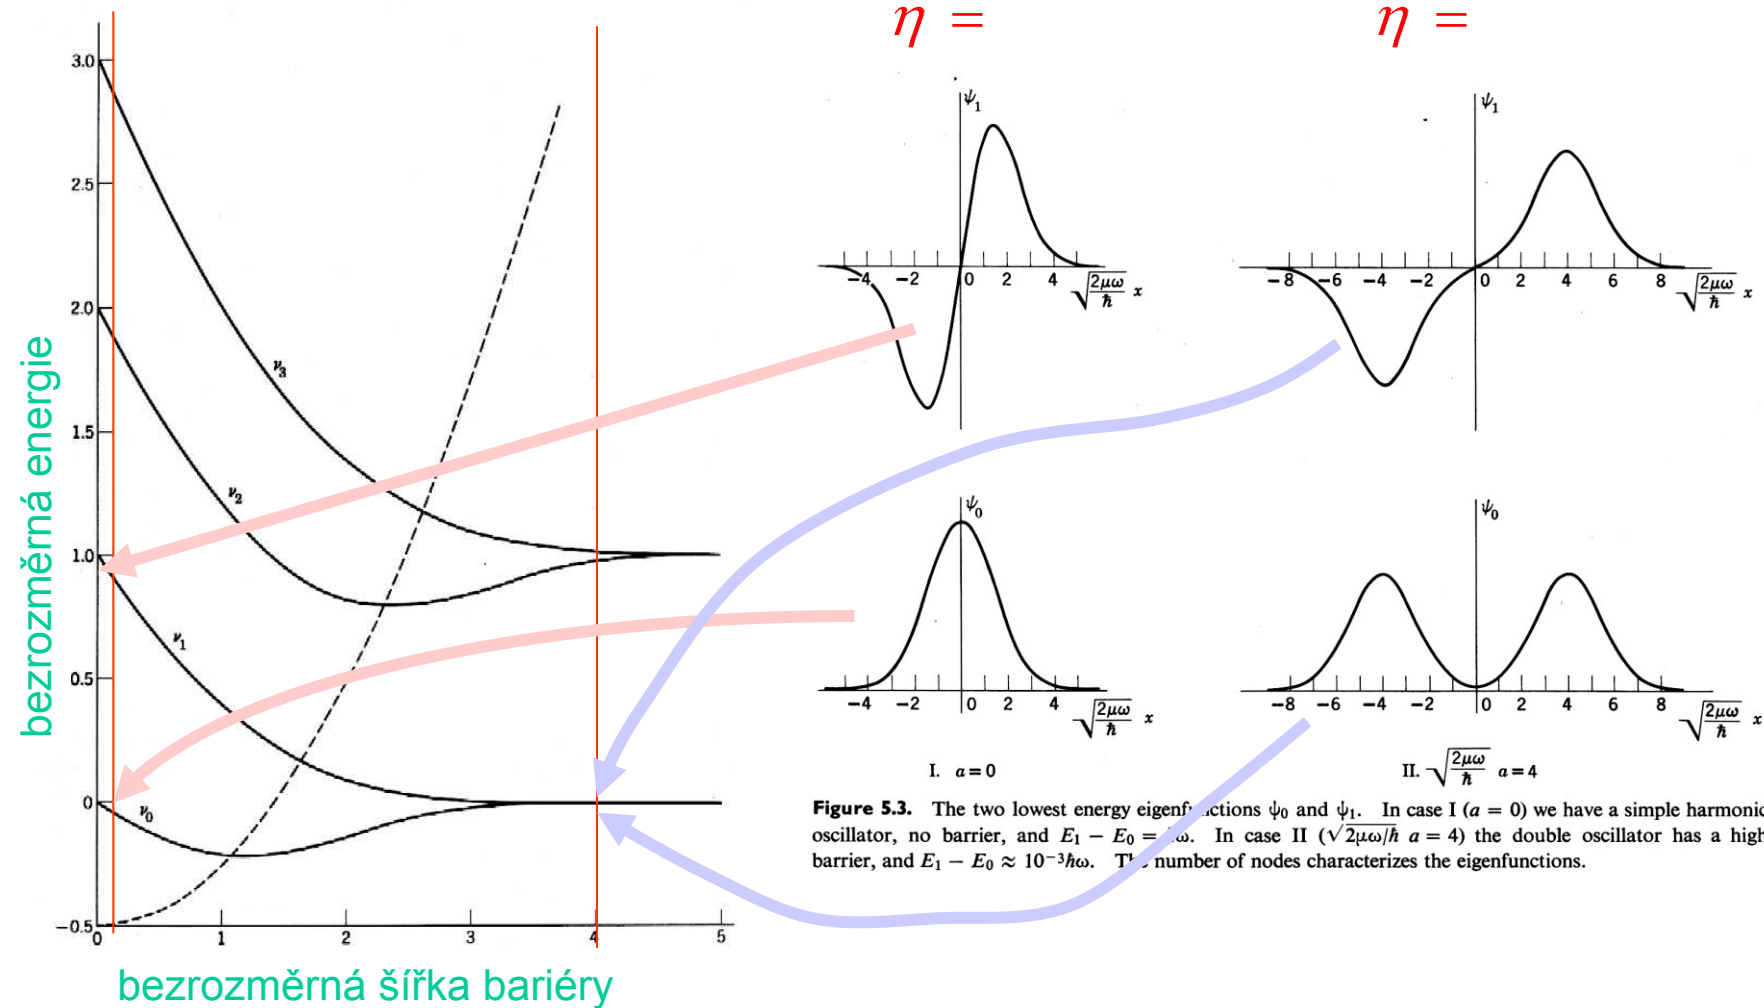 η =
η =
3.0
2.5
2.0
1.5
1.0
0.5
0
−0.5
0 1 2 3 4 5
ν3
ν2
ν1
ν0
bezrozměrná energie
bezrozměrná šířka bariéry
ψ1
−4 −2 0 2 4 √2μω/ħ x
ψ1
−8 −6 −4 −2 0 2 4 6 8 √2μω/ħ x
ψ0
−4 −2 0 2 4 √2μω/ħ x
ψ0
−8 −6 −4 −2 0 2 4 6 8 √2μω/ħ x
I. a = 0
II. √2μω/ħ a = 4
Figure 5.3. The two lowest energy eigenfunctions ψ0 and ψ1. In case I (a = 0) we have a simple harmonic
oscillator, no barrier, and E1 − E0 = ω. In case II (√2μω/ħ a = 4) the double oscillator has a high
barrier, and E1 − E0 ≈ 10−3ħω. The number of nodes characterizes the eigenfunctions.